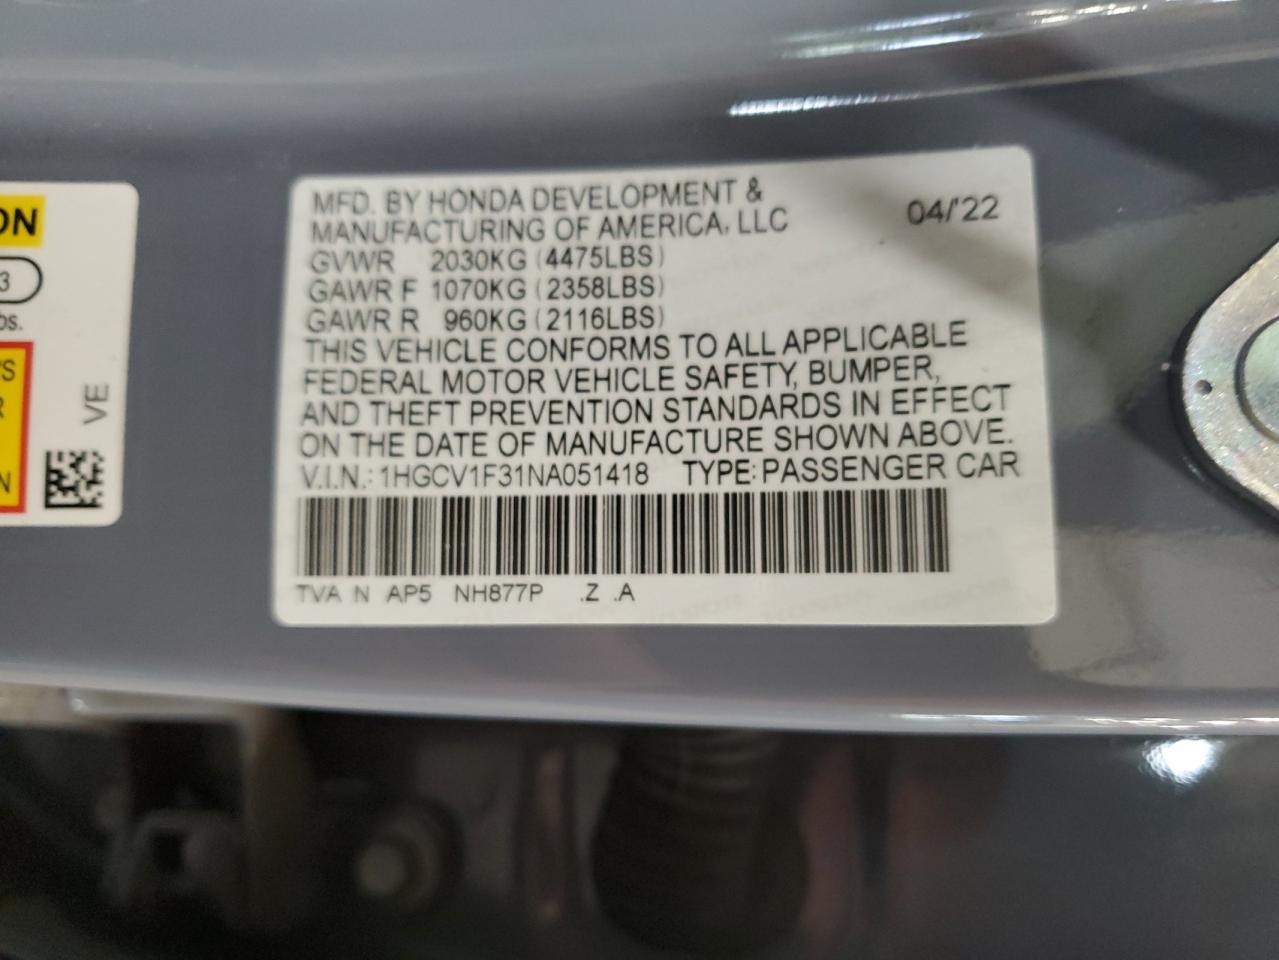 ON
3
bs.
'S
R
N
VE
MFD. BY HONDA DEVELOPMENT &
MANUFACTURING OF AMERICA, LLC
04/'22
GVWR 2030KG (4475LBS)
GAWR F 1070KG (2358LBS)
GAWR R 960KG (2116LBS)
THIS VEHICLE CONFORMS TO ALL APPLICABLE
FEDERAL MOTOR VEHICLE SAFETY, BUMPER,
AND THEFT PREVENTION STANDARDS IN EFFECT
ON THE DATE OF MANUFACTURE SHOWN ABOVE.
V.I.N.: 1HGCV1F31NA051418 TYPE: PASSENGER CAR
TVA N AP5 NH877P .Z .A